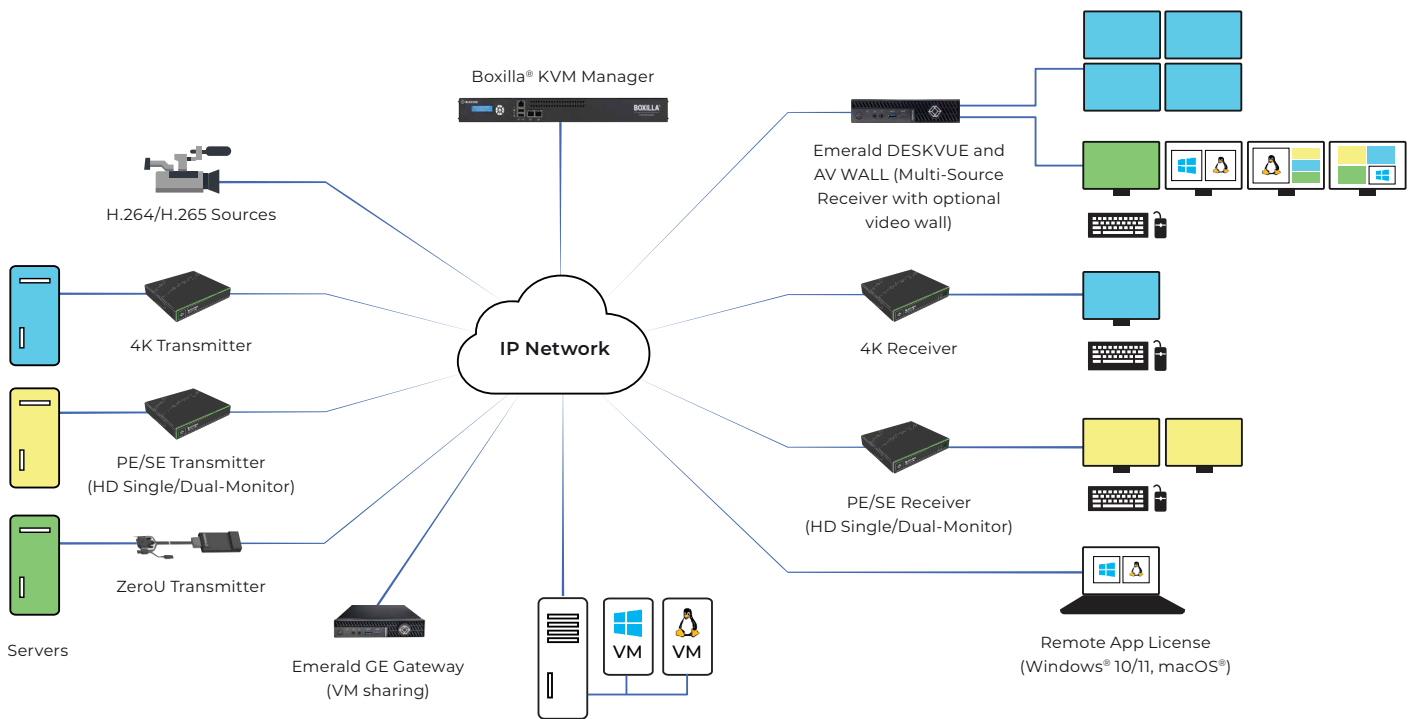 Boxilla® KVM Manager
BOXILLA
H.264/H.265 Sources
Emerald DESKVUE and
AV WALL (Multi-Source
Receiver with optional
video wall)
4K Transmitter
IP Network
4K Receiver
PE/SE Transmitter
(HD Single/Dual-Monitor)
PE/SE Receiver
(HD Single/Dual-Monitor)
ZeroU Transmitter
Servers
Emerald GE Gateway
(VM sharing)
VM
VM
Remote App License
(Windows® 10/11, macOS®)